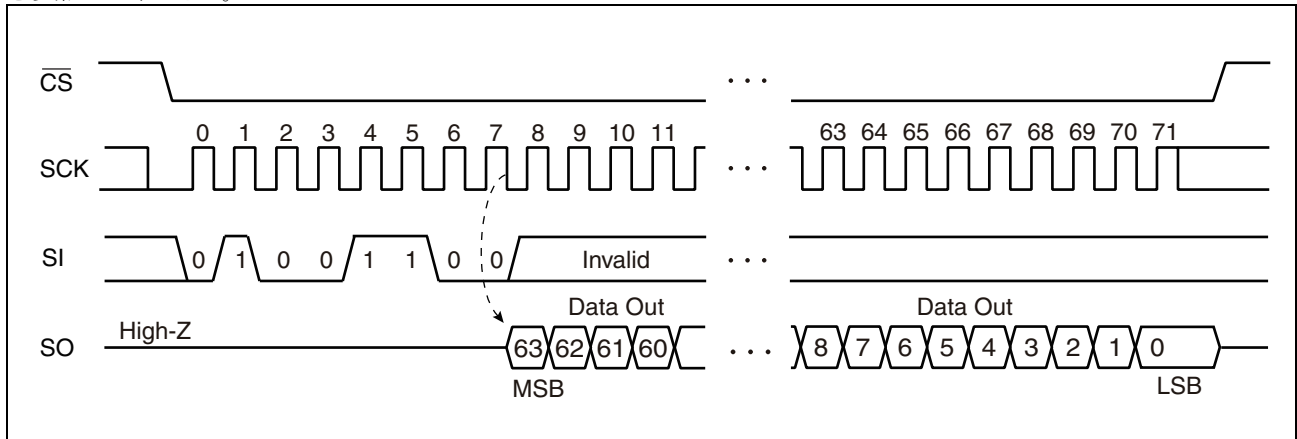 CS
0 1 2 3 4 5 6 7 8 9 10 11 63 64 65 66 67 68 69 70 71
SCK
SI 0 1 0 0 1 1 0 0 Invalid
Data Out Data Out
High-Z
SO 63 62 61 60 8 7 6 5 4 3 2 1 0
MSB LSB